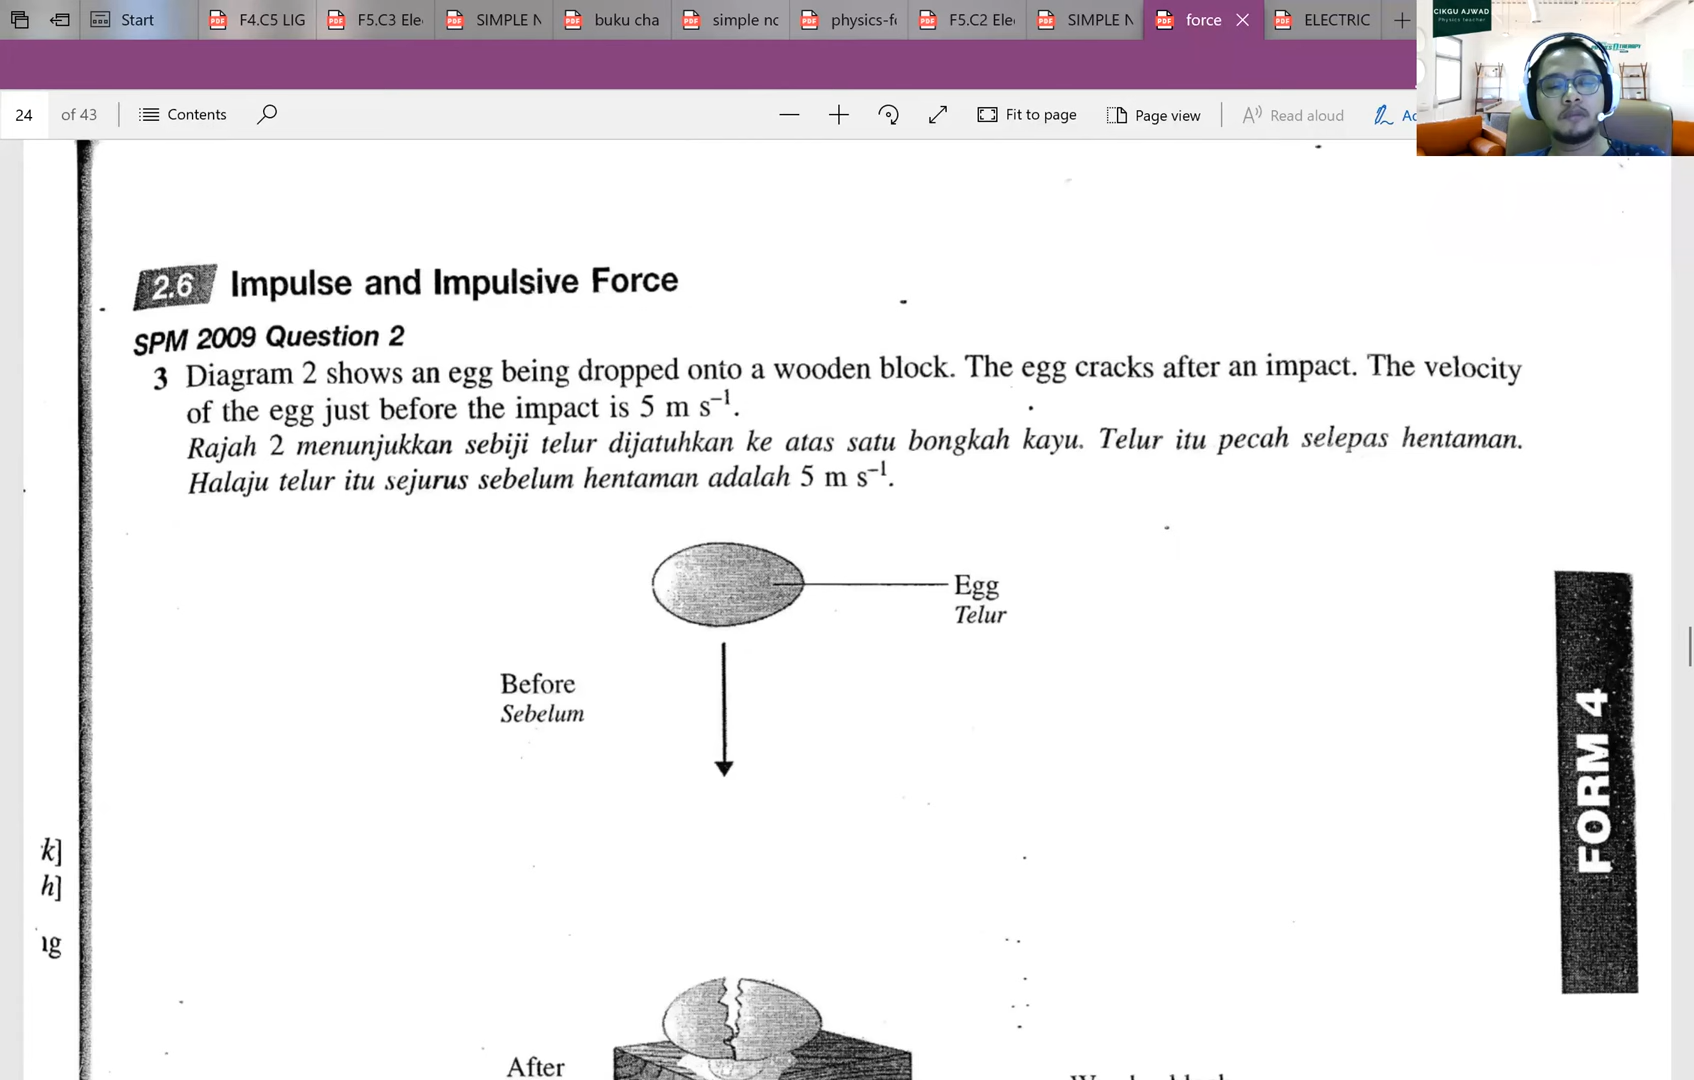 Start
F4.C5 LIG
F5.C3 Ele
SIMPLE N
buku cha
simple no
physics-f
F5.C2 Ele
SIMPLE N
force
ELECTRIC
CIKGU AJWAD
Physics teacher
24 of 43
Contents
Fit to page
Page view
Read aloud
2.6 Impulse and Impulsive Force
SPM 2009 Question 2
3 Diagram 2 shows an egg being dropped onto a wooden block. The egg cracks after an impact. The velocity
of the egg just before the impact is 5 m s⁻¹.
Rajah 2 menunjukkan sebiji telur dijatuhkan ke atas satu bongkah kayu. Telur itu pecah selepas hentaman.
Halaju telur itu sejurus sebelum hentaman adalah 5 m s⁻¹.
Egg
Telur
Before
Sebelum
k]
h]
FORM 4
After